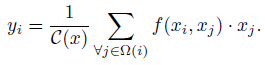 y_i = \frac{1}{\mathcal{C}(x)} \sum_{\forall j \in \Omega(i)} f(x_i, x_j) \cdot x_j.